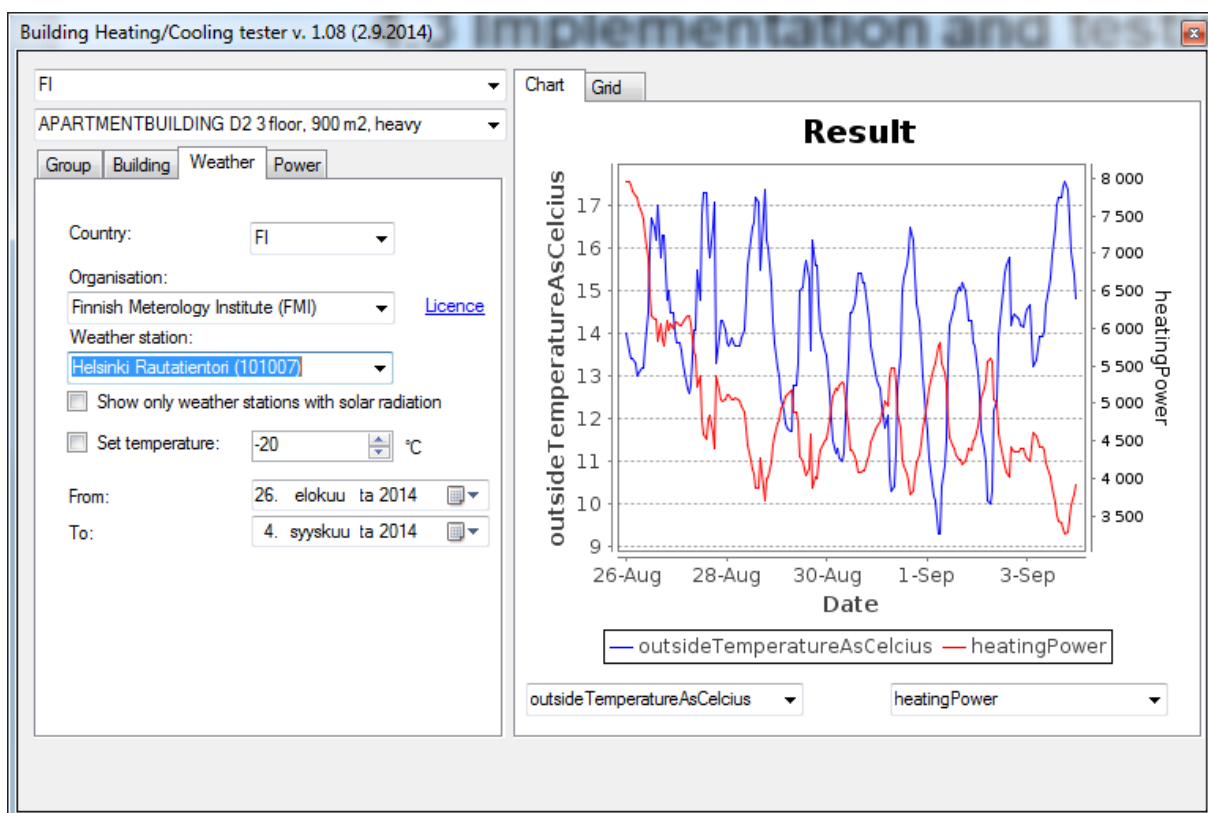 4.3 Implementation and test
Building Heating/Cooling tester v. 1.08 (2.9.2014)
FI
APARTMENTBUILDING D2 3 floor, 900 m2, heavy
Group Building Weather Power
Country: FI
Organisation:
Finnish Meterology Institute (FMI) Licence
Weather station:
Helsinki Rautatientori (101007)
Show only weather stations with solar radiation
Set temperature: -20 °C
From: 26. elokuu ta 2014
To: 4. syyskuu ta 2014
Chart Grid
Result
outsideTemperatureAsCelcius
17
16
15
14
13
12
11
10
9
8 000
7 500
7 000
6 500
6 000
5 500
5 000
4 500
4 000
3 500
heatingPower
26-Aug 28-Aug 30-Aug 1-Sep 3-Sep
Date
outsideTemperatureAsCelcius heatingPower
outsideTemperatureAsCelcius heatingPower